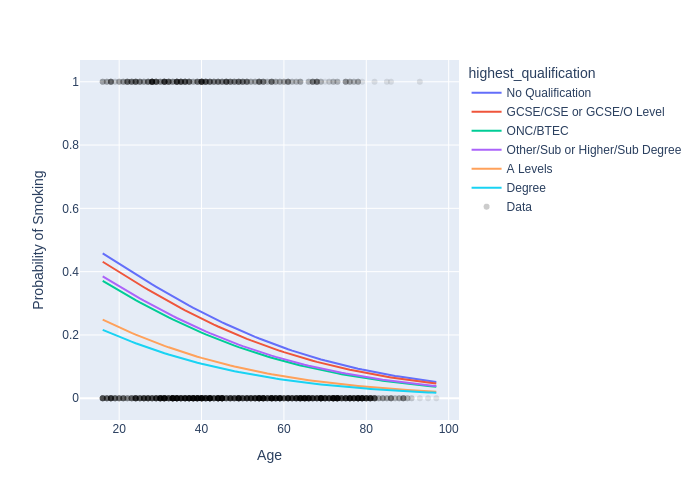 highest_qualification
No Qualification
GCSE/CSE or GCSE/O Level
ONC/BTEC
Other/Sub or Higher/Sub Degree
A Levels
Degree
Data
Probability of Smoking
1
0.8
0.6
0.4
0.2
0
20 40 60 80 100
Age